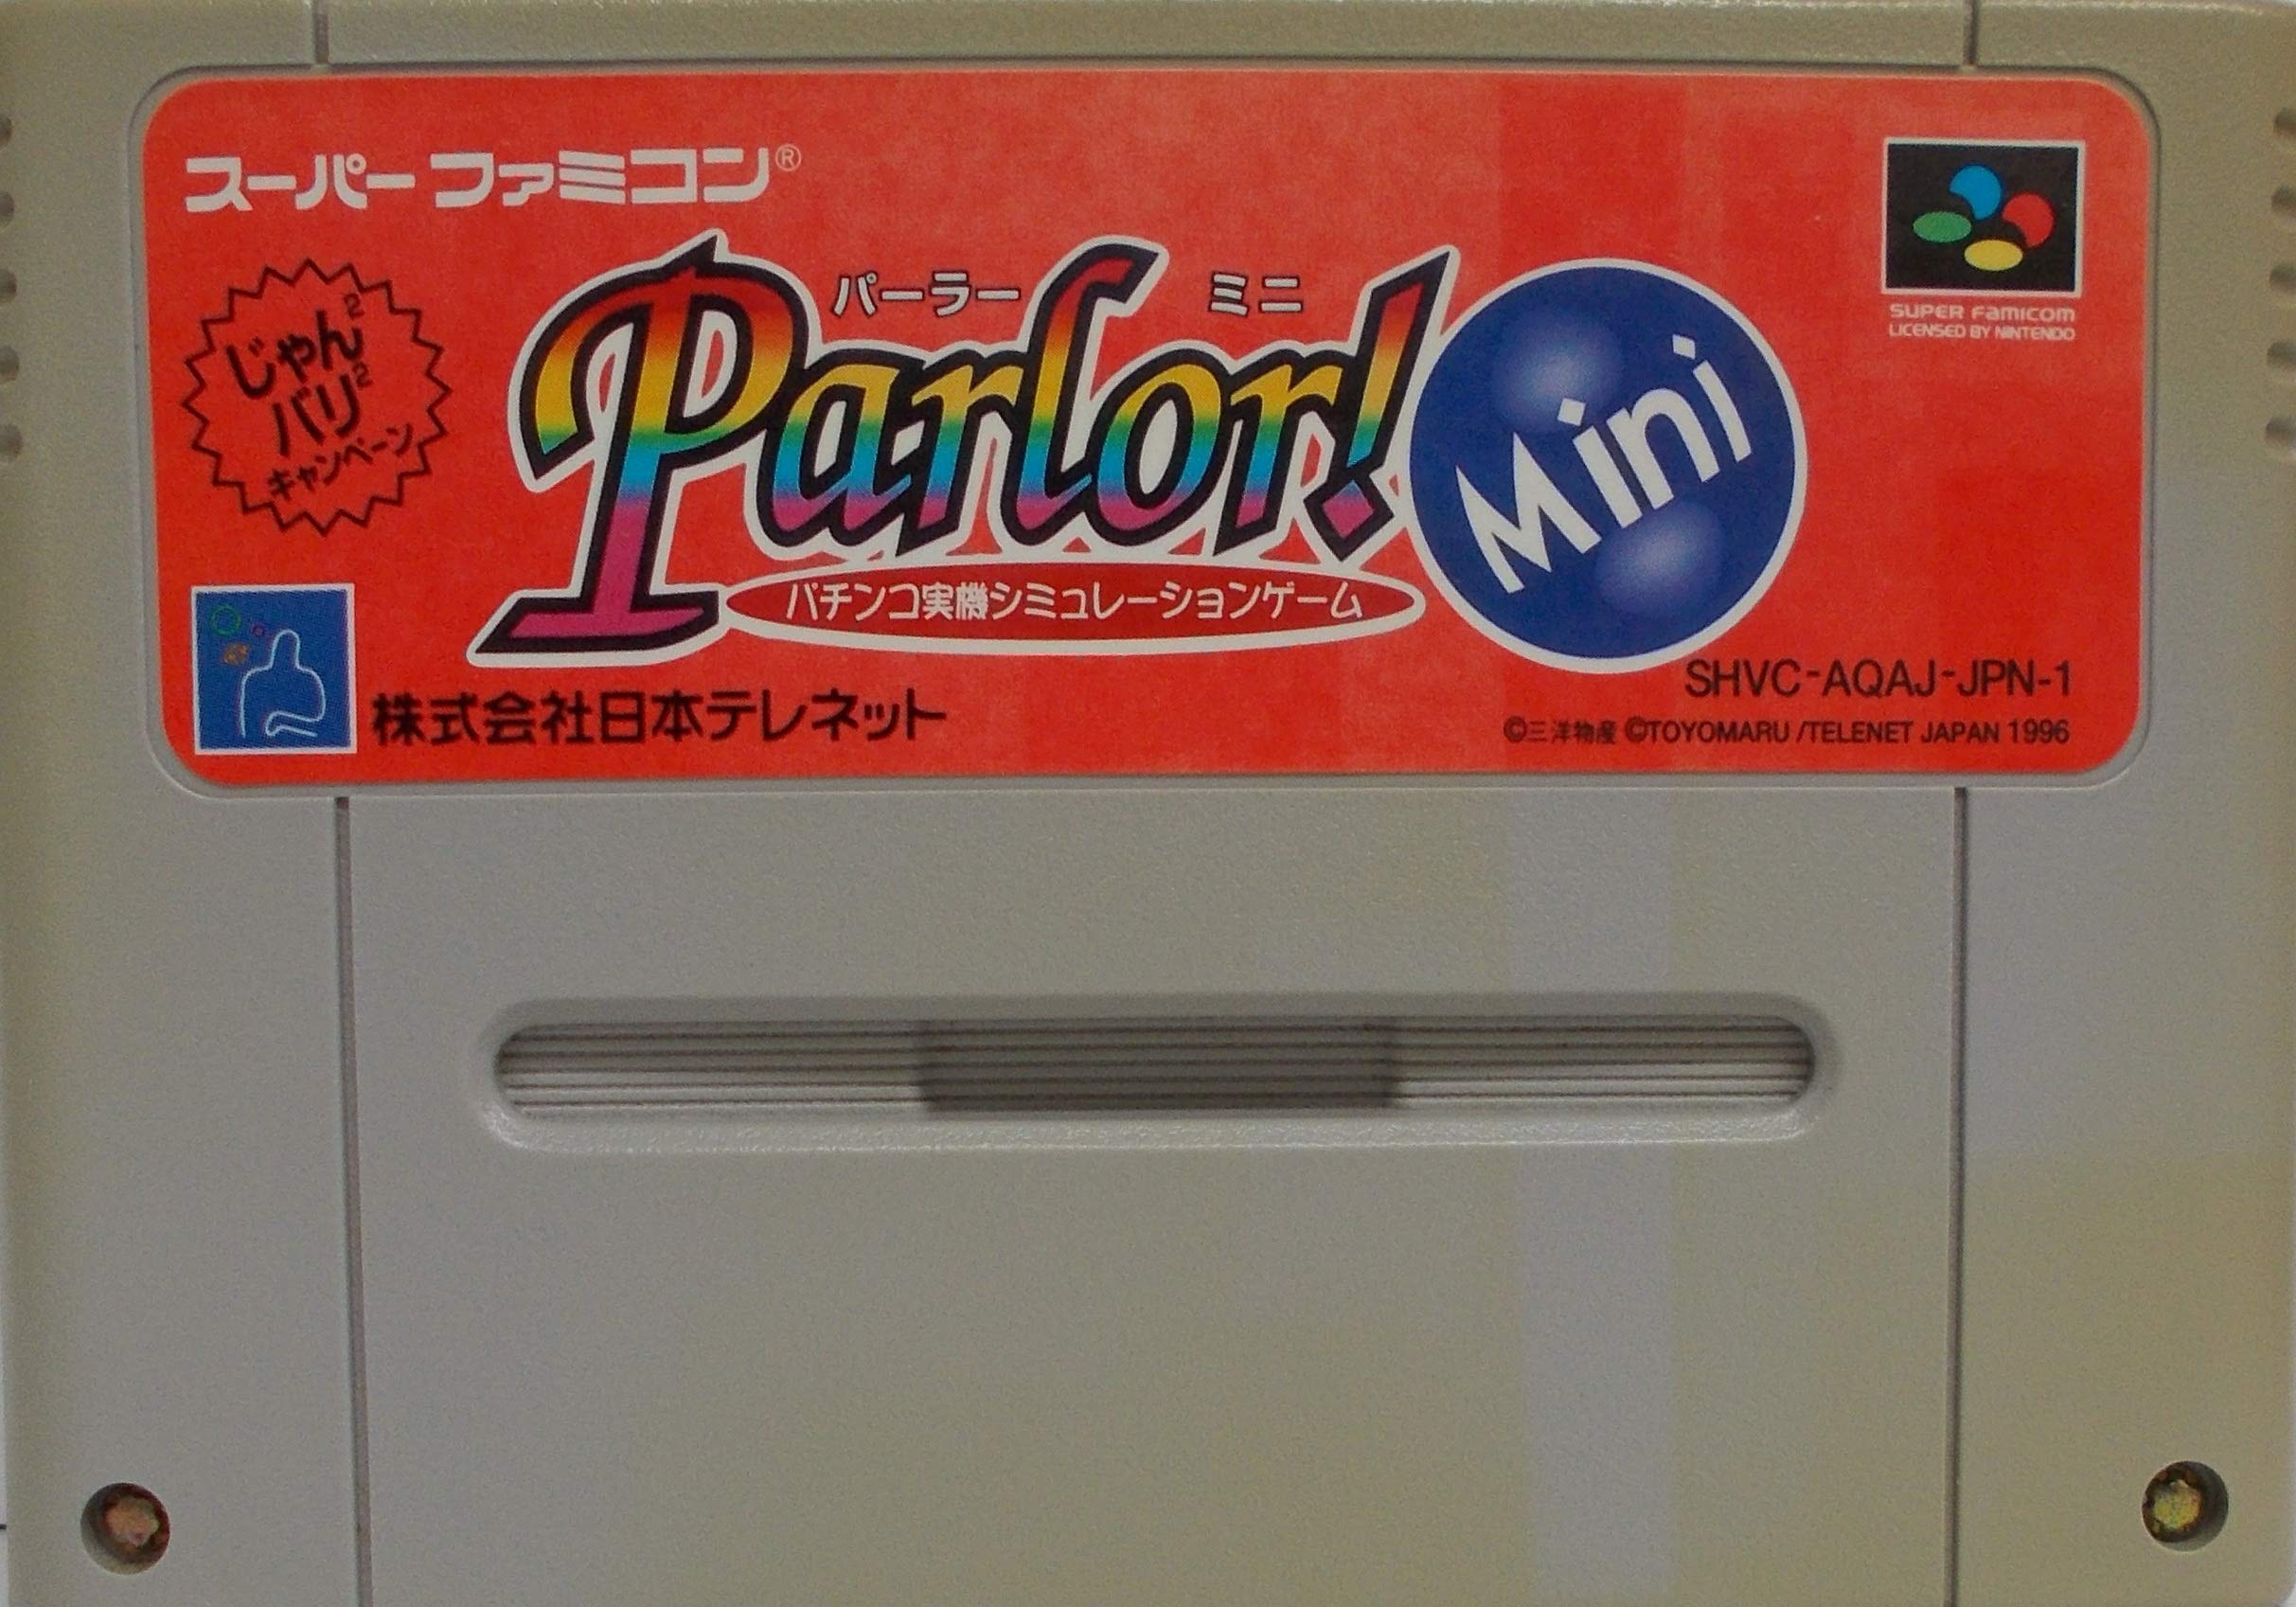 スーパーファミコン®
SUPER FAMICOM
LICENSED BY NINTENDO
じゃん²
バリ²
キャンペーン
パーラー ミニ
Parlor! Mini
パチンコ実機シミュレーションゲーム
株式会社日本テレネット
SHVC-AQAJ-JPN-1
©三洋物産 ©TOYOMARU /TELENET JAPAN 1996